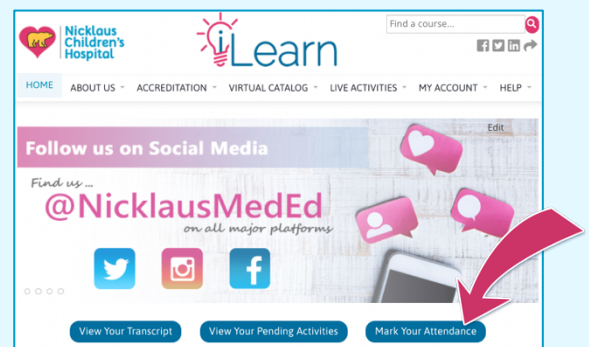 Nicklaus
Children's
Hospital
iLearn
Find a course...
HOME ABOUT US ACCREDITATION VIRTUAL CATALOG LIVE ACTIVITIES MY ACCOUNT HELP
Edit
Follow us on Social Media
Find us ...
@NicklausMedEd
on all major platforms
View Your Transcript View Your Pending Activities Mark Your Attendance